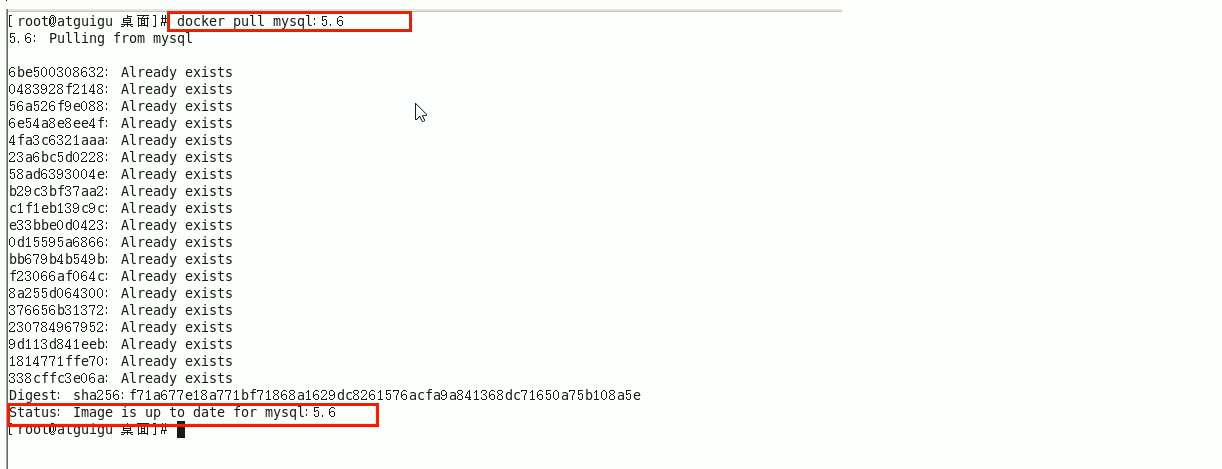 [root@atguigu 桌面]# docker pull mysql:5.6
5.6: Pulling from mysql
6be500308632: Already exists
0483928f2148: Already exists
56a526f9e088: Already exists
6e54a8e8ee4f: Already exists
4fa3c6321aaa: Already exists
23a6bc5d0228: Already exists
58ad6393004e: Already exists
b29c3bf37aa2: Already exists
c1f1eb139c9c: Already exists
e33bbe0d0423: Already exists
0d15595a6866: Already exists
bb679b4b549b: Already exists
f23066af064c: Already exists
8a255d064300: Already exists
376656b31372: Already exists
230784967952: Already exists
9d113d841eeb: Already exists
1814771ffe70: Already exists
338cffc3e06a: Already exists
Digest: sha256:f71a677e18a771bf71868a1629dc8261576acfa9a841368dc71650a75b108a5e
Status: Image is up to date for mysql:5.6
[root@atguigu 桌面]#